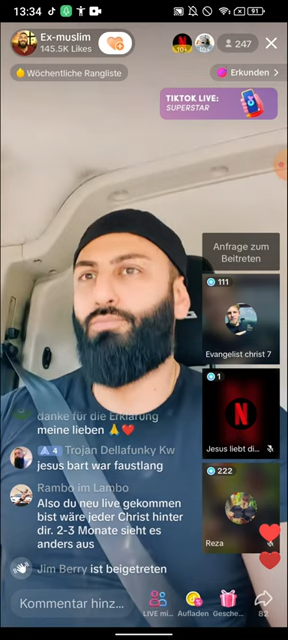 13:34
91
Ex-muslim
145.5K Likes
10+
10+
247
Wöchentliche Rangliste
Erkunden >
TIKTOK LIVE:
SUPERSTAR
Anfrage zum
Beitreten
111
Evangelist christ 7
1
Jesus liebt di...
222
Reza
danke für die Erklärung
meine lieben 🙏❤️
4 Trojan Dellafunky Kw
jesus bart war faustlang
Rambo im Lambo
Also du neu live gekommen
bist wäre jeder Christ hinter
dir. 2-3 Monate sieht es
anders aus
Jim Berry ist beigetreten
Kommentar hinz...
LIVE mi...
Aufladen
Gesche...
82